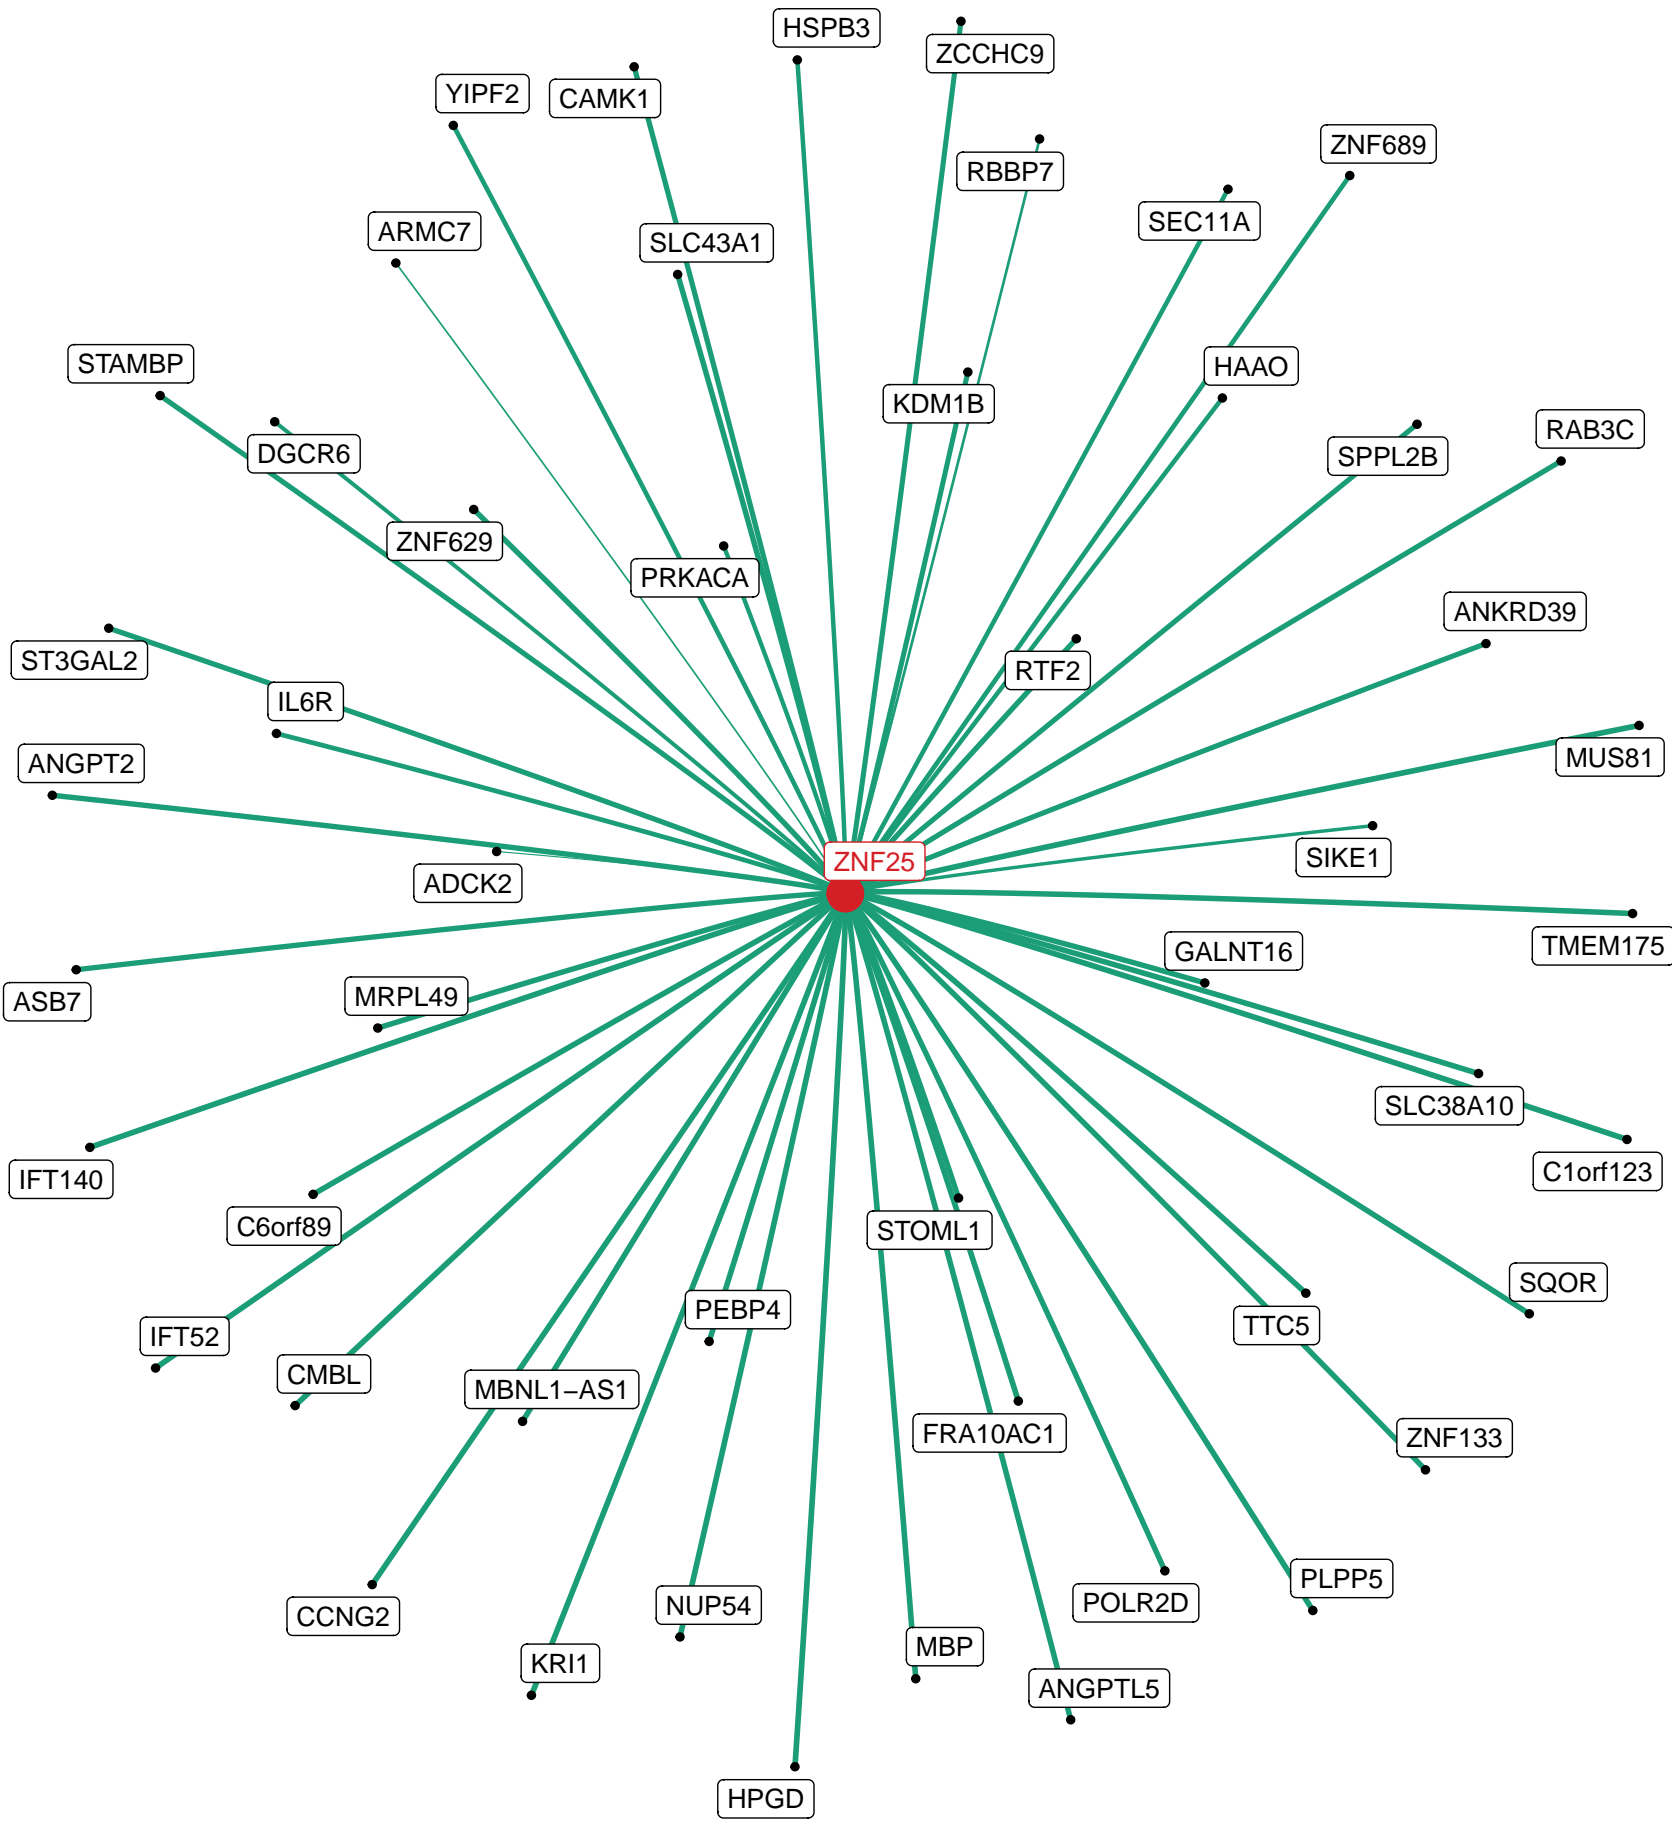 HSPB3
ZCCHC9
YIPF2
CAMK1
ZNF689
RBBP7
SEC11A
ARMC7
SLC43A1
STAMBP
HAAO
KDM1B
RAB3C
DGCR6
SPPL2B
ZNF629
PRKACA
ANKRD39
ST3GAL2
RTF2
IL6R
MUS81
ANGPT2
SIKE1
ZNF25
ADCK2
TMEM175
GALNT16
MRPL49
ASB7
SLC38A10
C1orf123
IFT140
C6orf89
STOML1
SQOR
PEBP4
TTC5
IFT52
CMBL
MBNL1–AS1
FRA10AC1
ZNF133
PLPP5
POLR2D
NUP54
CCNG2
MBP
KRI1
ANGPTL5
HPGD